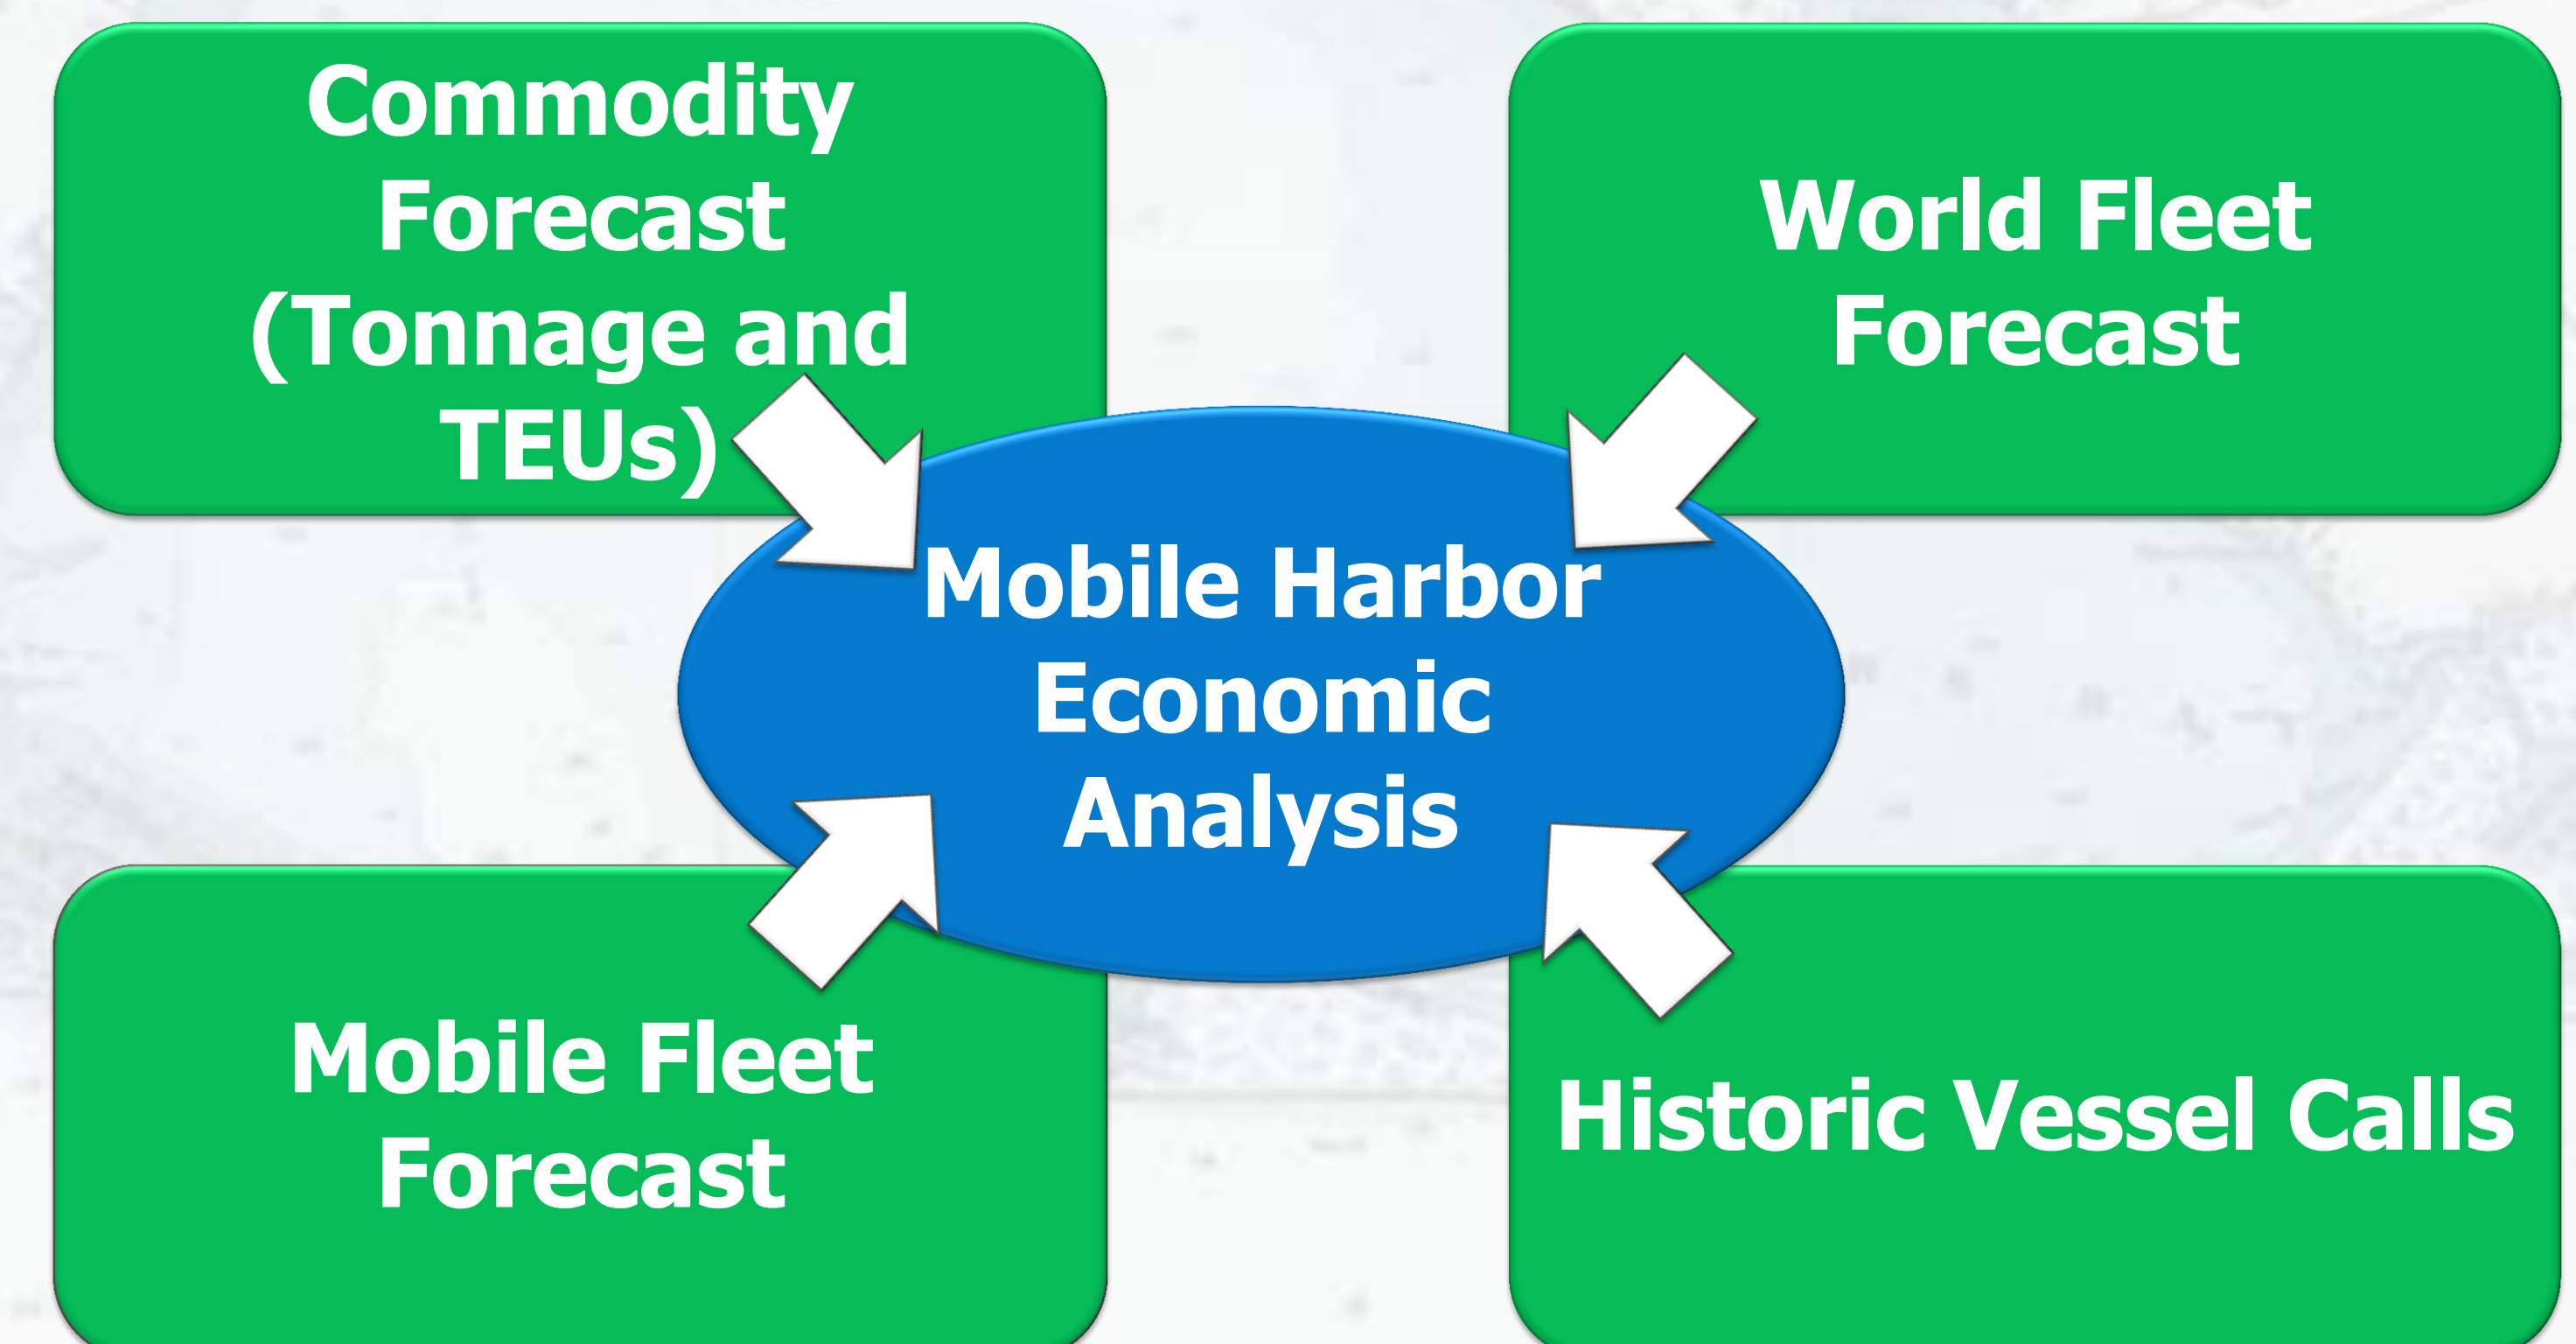 Commodity
Forecast
(Tonnage and
TEUs)
World Fleet
Forecast
Mobile Harbor
Economic
Analysis
Mobile Fleet
Forecast
Historic Vessel Calls